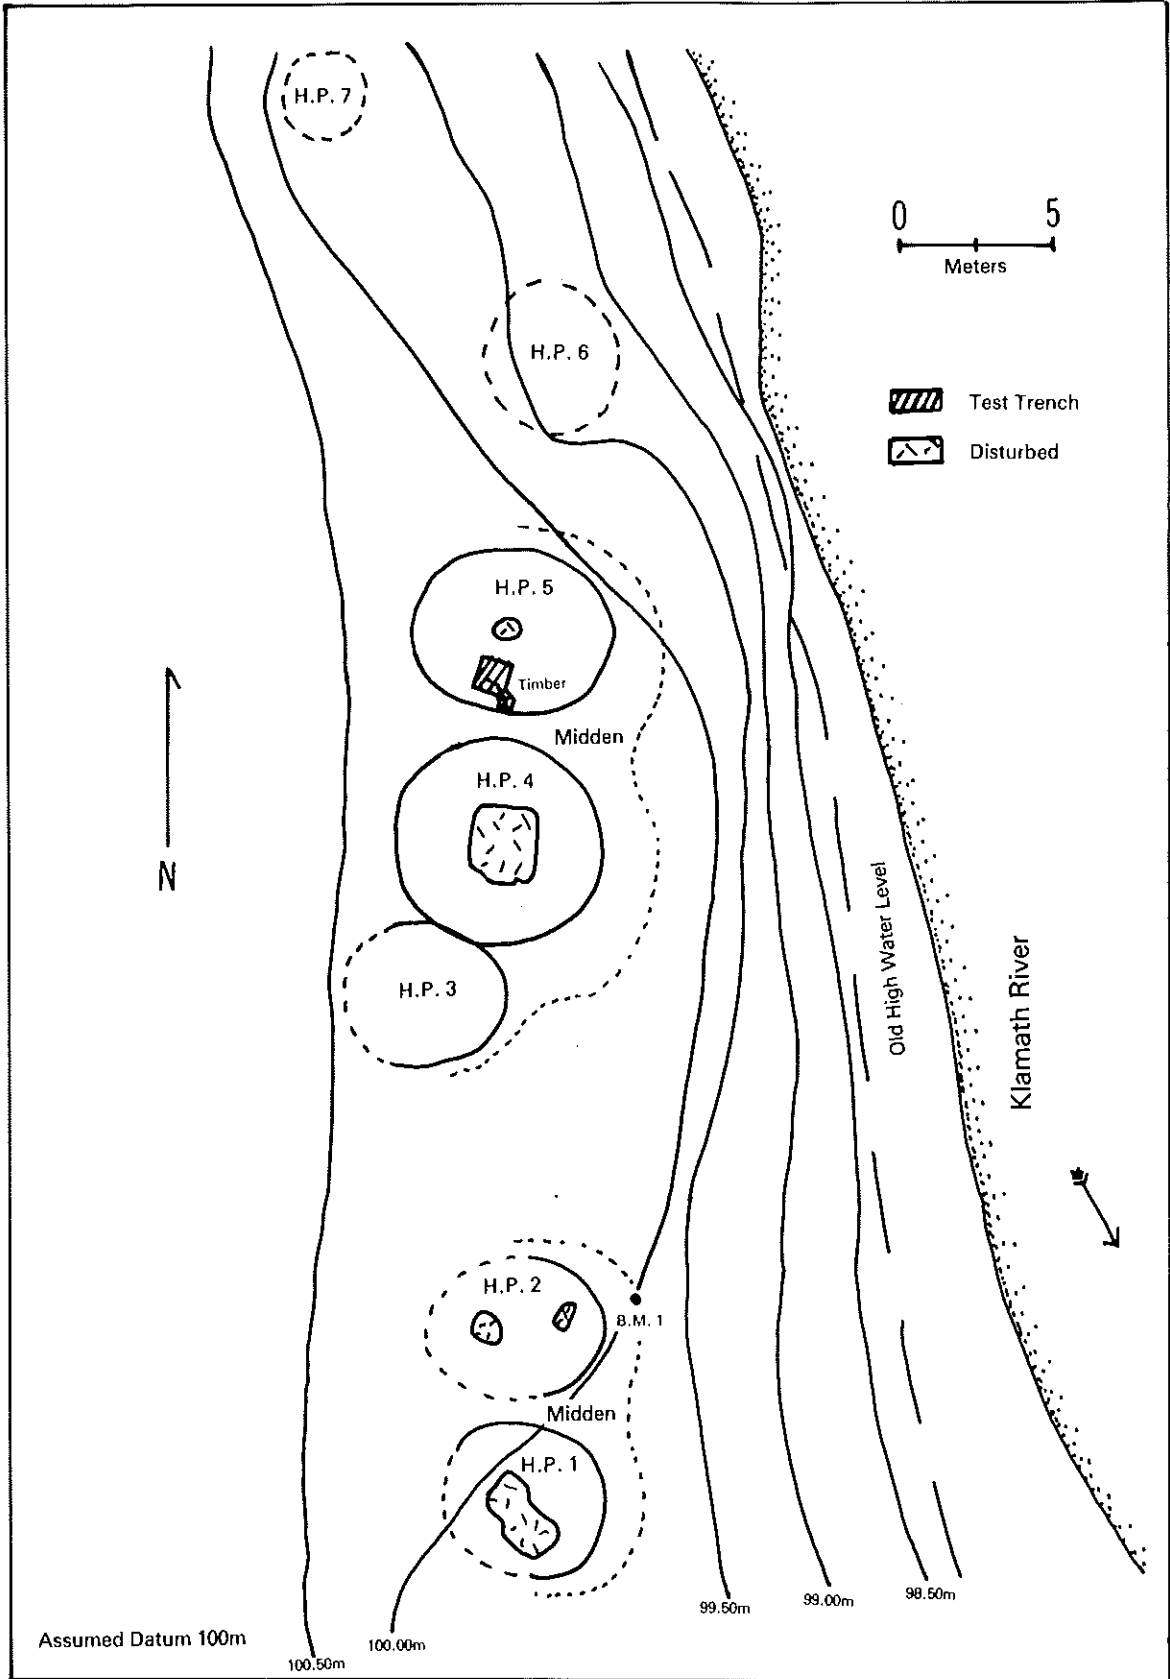 H.P. 7
0 5
Meters
H.P. 6
Test Trench
Disturbed
H.P. 5
Timber
Midden
H.P. 4
N
H.P. 3
Old High Water Level
Klamath River
H.P. 2
B.M. 1
Midden
H.P. 1
99.50m
99.00m
98.50m
Assumed Datum 100m
100.00m
100.50m